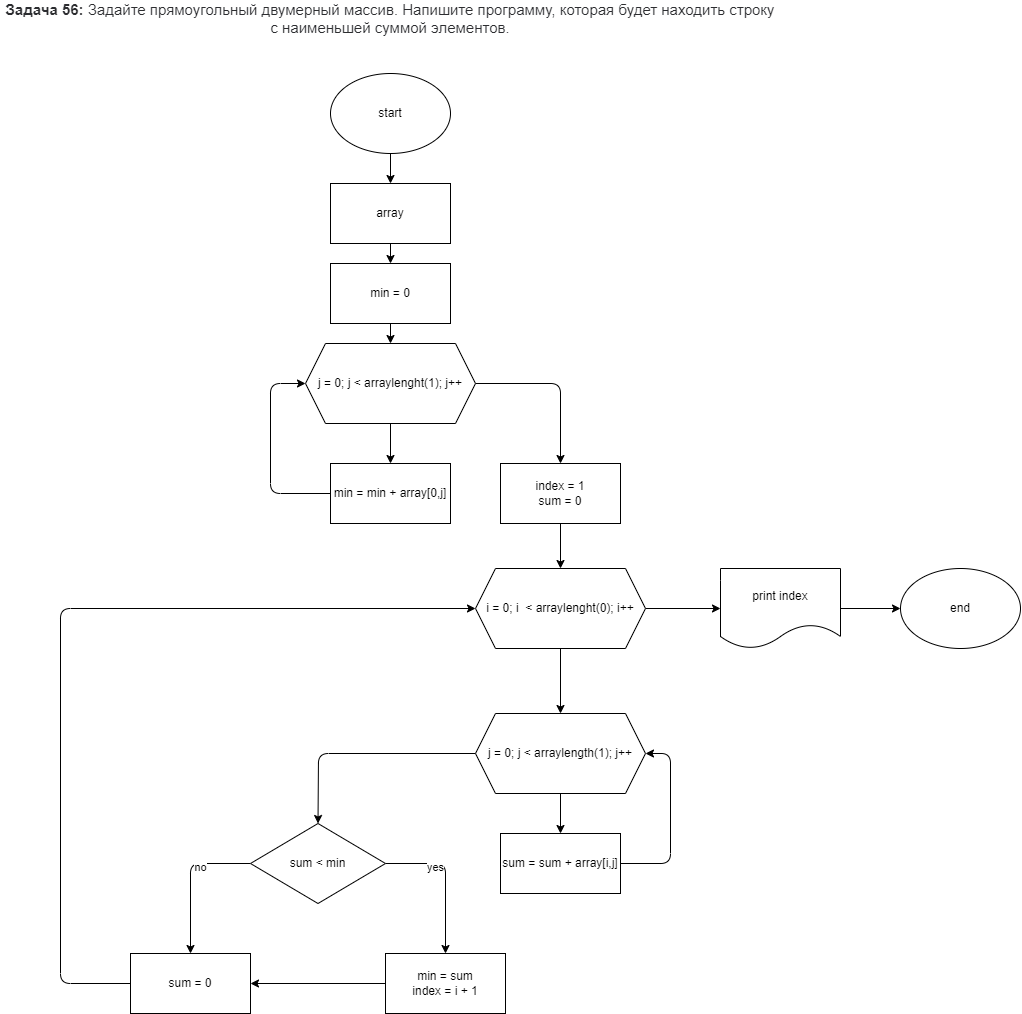 Задача 56: Задайте прямоугольный двумерный массив. Напишите программу, которая будет находить строку
с наименьшей суммой элементов.
start
array
min = 0
j = 0; j < arraylenght(1); j++
min = min + array[0,j]
index = 1
sum = 0
i = 0; i  < arraylenght(0); i++
print index
end
j = 0; j < arraylength(1); j++
sum = sum + array[i,j]
sum < min
no
yes
sum = 0
min = sum
index = i + 1